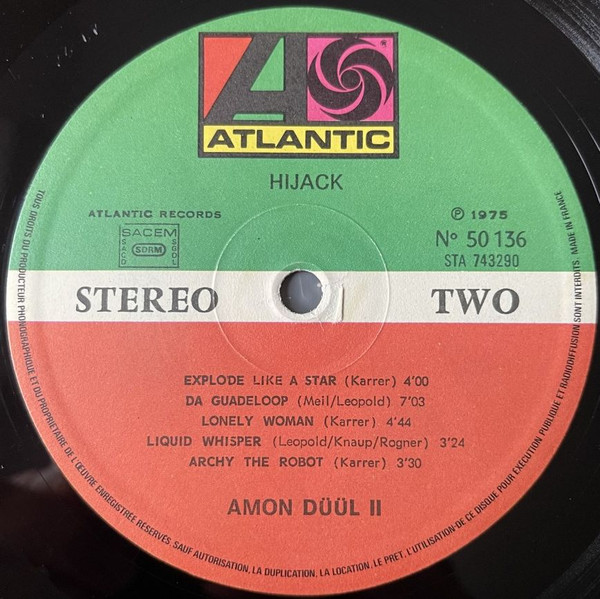 ATLANTIC
HIJACK
ATLANTIC RECORDS
SACEM
SACD
SDRM
SGDL
℗ 1975
Nº 50 136
STA 743290
STEREO
TWO
EXPLODE LIKE A STAR (Karrer) 4'00
DA GUADELOOP (Meil/Leopold) 7'03
LONELY WOMAN (Karrer) 4'44
LIQUID WHISPER (Leopold/Knaup/Rogner) 3'24
ARCHY THE ROBOT (Karrer) 3'30
AMON DÜÜL II
TOUS DROITS DU PRODUCTEUR PHONOGRAPHIQUE ET DU PROPRIETAIRE DE L'ŒUVRE ENREGISTREE RESERVES. SAUF AUTORISATION, LA DUPLICATION, LA LOCATION, LE PRET, L'UTILISATION DE CE DISQUE POUR EXECUTION PUBLIQUE ET RADIODIFFUSION SONT INTERDITS. MADE IN FRANCE